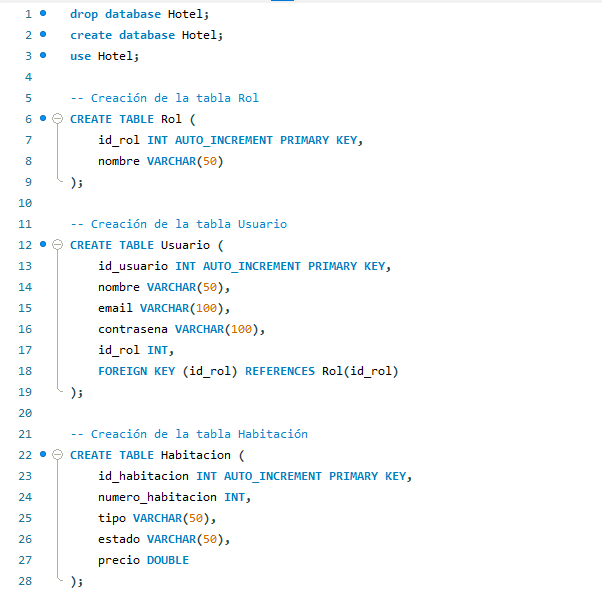 1 drop database Hotel;
2 create database Hotel;
3 use Hotel;
4
5 -- Creación de la tabla Rol
6 CREATE TABLE Rol (
7 id_rol INT AUTO_INCREMENT PRIMARY KEY,
8 nombre VARCHAR(50)
9 );
10
11 -- Creación de la tabla Usuario
12 CREATE TABLE Usuario (
13 id_usuario INT AUTO_INCREMENT PRIMARY KEY,
14 nombre VARCHAR(50),
15 email VARCHAR(100),
16 contrasena VARCHAR(100),
17 id_rol INT,
18 FOREIGN KEY (id_rol) REFERENCES Rol(id_rol)
19 );
20
21 -- Creación de la tabla Habitación
22 CREATE TABLE Habitacion (
23 id_habitacion INT AUTO_INCREMENT PRIMARY KEY,
24 numero_habitacion INT,
25 tipo VARCHAR(50),
26 estado VARCHAR(50),
27 precio DOUBLE
28 );